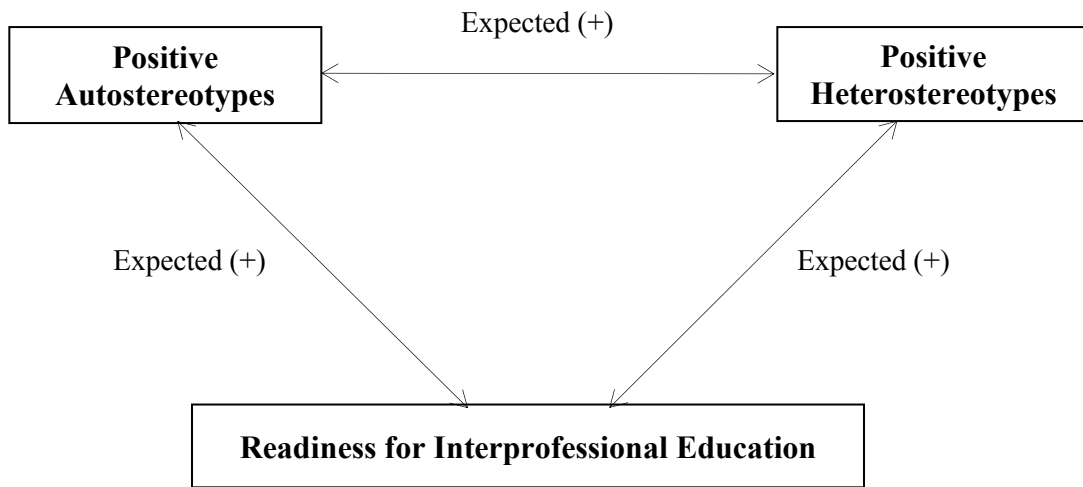 Expected (+)
Positive
Autostereotypes
Positive
Heterostereotypes
Expected (+)
Expected (+)
Readiness for Interprofessional Education